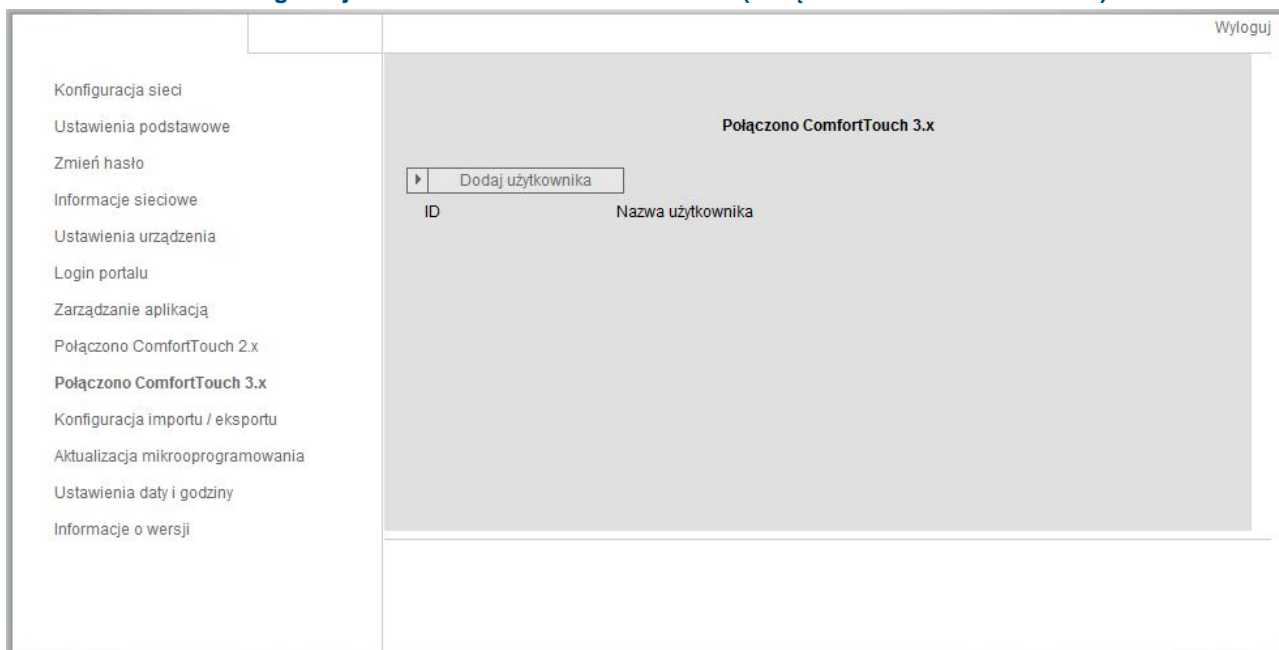 Wyloguj
Konfiguracja sieci
Ustawienia podstawowe
Zmień hasło
Informacje sieciowe
Ustawienia urządzenia
Login portalu
Zarządzanie aplikacją
Połączono ComfortTouch 2.x
Połączono ComfortTouch 3.x
Konfiguracja importu / eksportu
Aktualizacja mikrooprogramowania
Ustawienia daty i godziny
Informacje o wersji
Połączono ComfortTouch 3.x
Dodaj użytkownika
ID Nazwa użytkownika